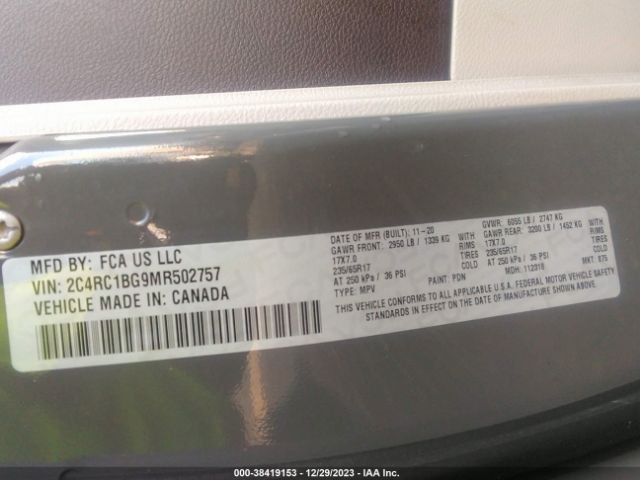 MFD BY: FCA US LLC
VIN: 2C4RC1BG9MR502757
VEHICLE MADE IN: CANADA
DATE OF MFR (BUILT): 11-20 GVWR: 6055 LB / 2747 KG
GAWR FRONT: 2950 LB / 1339 KG WITH GAWR REAR: 3200 LB / 1452 KG WITH
17X7.0 RIMS 17X7.0 RIMS
235/65R17 TIRES 235/65R17 TIRES
AT 250 kPa / 36 PSI COLD AT 250 kPa / 36 PSI COLD
TYPE: MPV PAINT: PDN MDH: 112318 MKT: 875
THIS VEHICLE CONFORMS TO ALL APPLICABLE U.S.A. FEDERAL MOTOR VEHICLE SAFETY
STANDARDS IN EFFECT ON THE DATE OF MANUFACTURE SHOWN ABOVE.
000-38419153 - 12/29/2023 - IAA Inc.